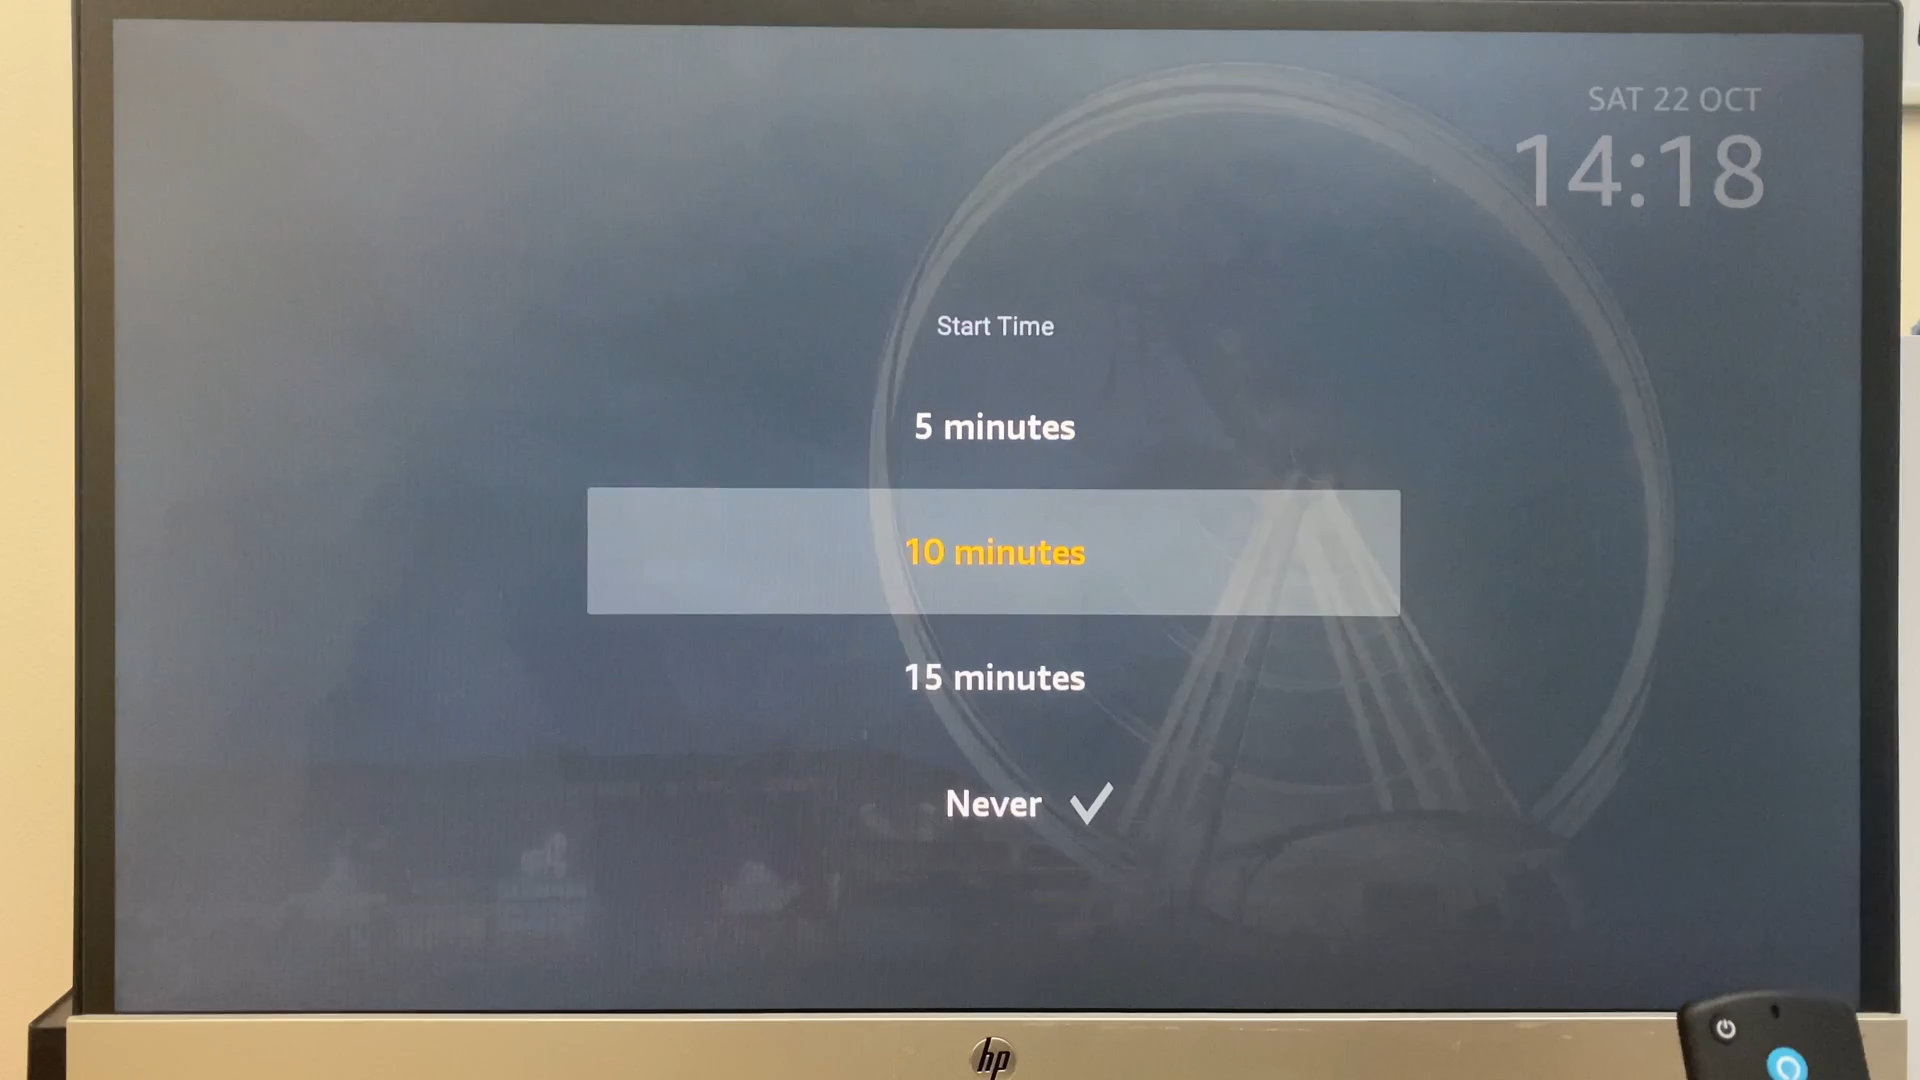 SAT 22 OCT
14:18
Start Time
5 minutes
10 minutes
15 minutes
Never
hp